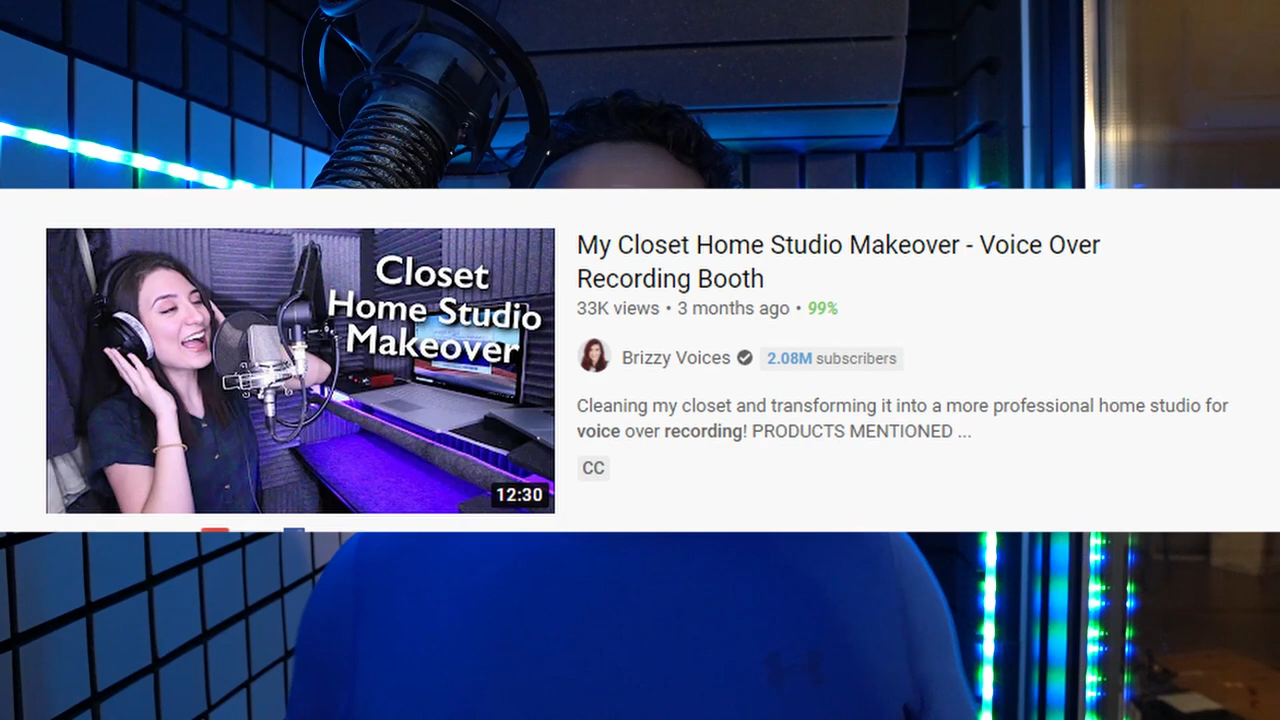 Closet
Home Studio
Makeover
12:30
My Closet Home Studio Makeover - Voice Over
Recording Booth
33K views • 3 months ago • 99%
Brizzy Voices 2.08M subscribers
Cleaning my closet and transforming it into a more professional home studio for
voice over recording! PRODUCTS MENTIONED ...
CC